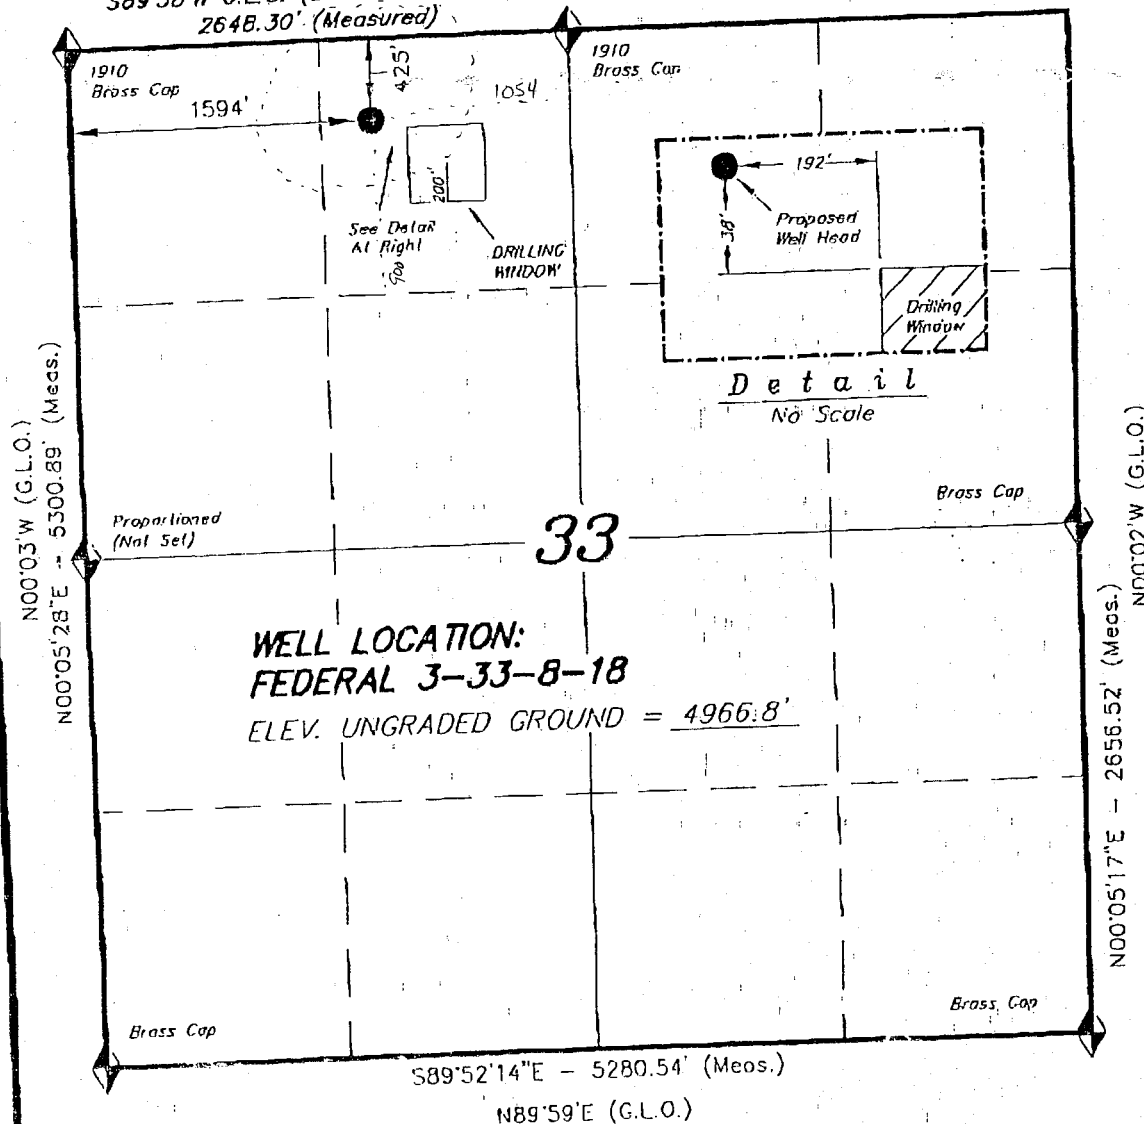 2648.30' (Measured)
1910
Brass Cap
1910
Brass Cap
425'
1594'
1054
200'
See Detail
At Right
900
DRILLING
WINDOW
192'
38'
Proposed
Well Head
Drilling
Window
Detail
No Scale
N00°03'W (G.L.O.)
N00°05'28"E - 5300.89' (Meas.)
Proportioned
(Not Set)
Brass Cap
33
N00°02'W (G.L.O.)
N00°05'17"E - 2656.52' (Meas.)
WELL LOCATION:
FEDERAL 3-33-8-18
ELEV. UNGRADED GROUND = 4966.8'
Brass Cap
Brass Cap
S89°52'14"E - 5280.54' (Meas.)
N89°59'E (G.L.O.)